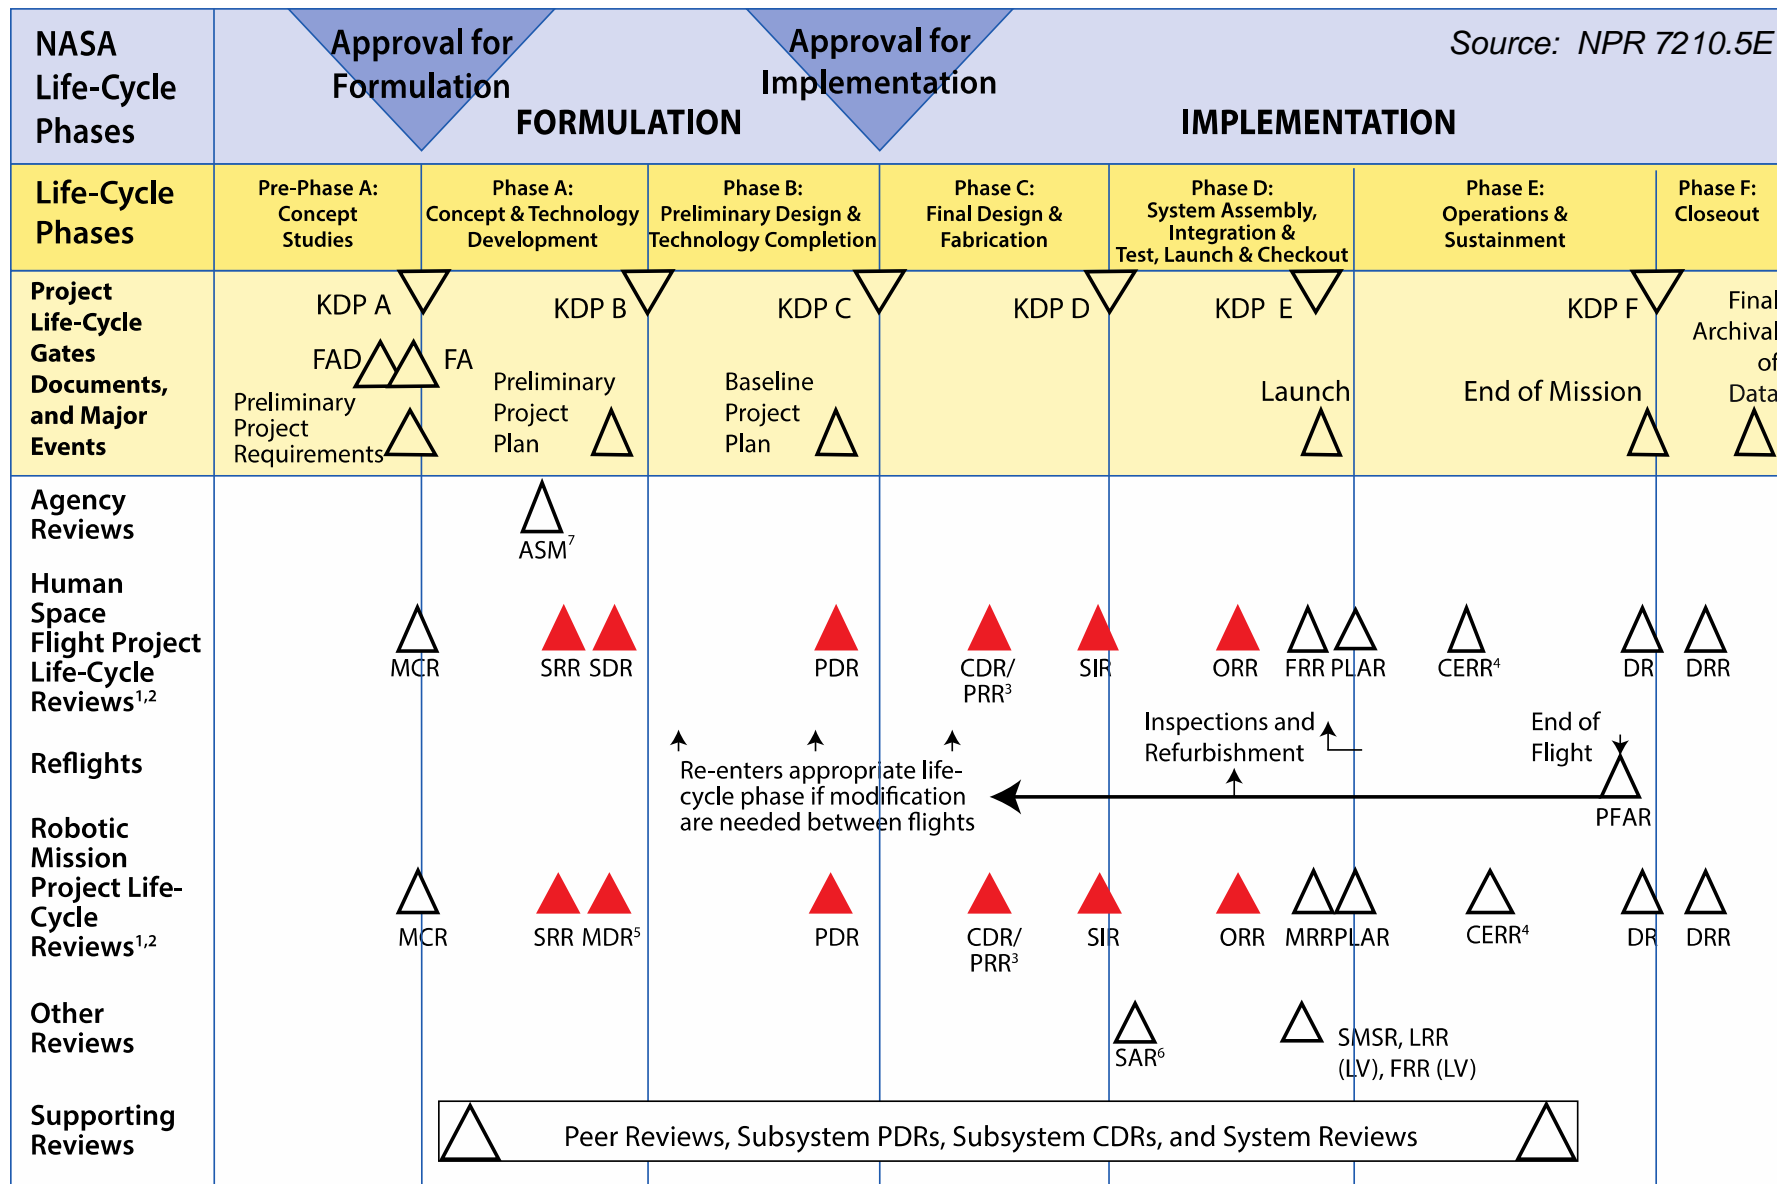 NASA
Life-Cycle
Phases
Approval for
Formulation
FORMULATION
Approval for
Implementation
IMPLEMENTATION
Source:  NPR 7210.5E
Life-Cycle
Phases
Pre-Phase A:
Concept
Studies
Phase A:
Concept & Technology
Development
Phase B:
Preliminary Design &
Technology Completion
Phase C:
Final Design &
Fabrication
Phase D:
System Assembly,
Integration &
Test, Launch & Checkout
Phase E:
Operations &
Sustainment
Phase F:
Closeout
Project
Life-Cycle
Gates
Documents,
and Major
Events
KDP A
KDP B
KDP C
KDP D
KDP E
KDP F
Final
Archival
of
Data
FAD
FA
Preliminary
Project
Requirements
Preliminary
Project
Plan
Baseline
Project
Plan
Launch
End of Mission
Agency
Reviews
ASM⁷
Human
Space
Flight Project
Life-Cycle
Reviews¹,²
MCR
SRR
SDR
PDR
CDR/
PRR³
SIR
ORR
FRR
PLAR
CERR⁴
DR
DRR
Reflights
Re-enters appropriate life-
cycle phase if modification
are needed between flights
Inspections and
Refurbishment
End of
Flight
PFAR
Robotic
Mission
Project Life-
Cycle
Reviews¹,²
MCR
SRR
MDR⁵
PDR
CDR/
PRR³
SIR
ORR
MRR
PLAR
CERR⁴
DR
DRR
Other
Reviews
SAR⁶
SMSR, LRR
(LV), FRR (LV)
Supporting
Reviews
Peer Reviews, Subsystem PDRs, Subsystem CDRs, and System Reviews